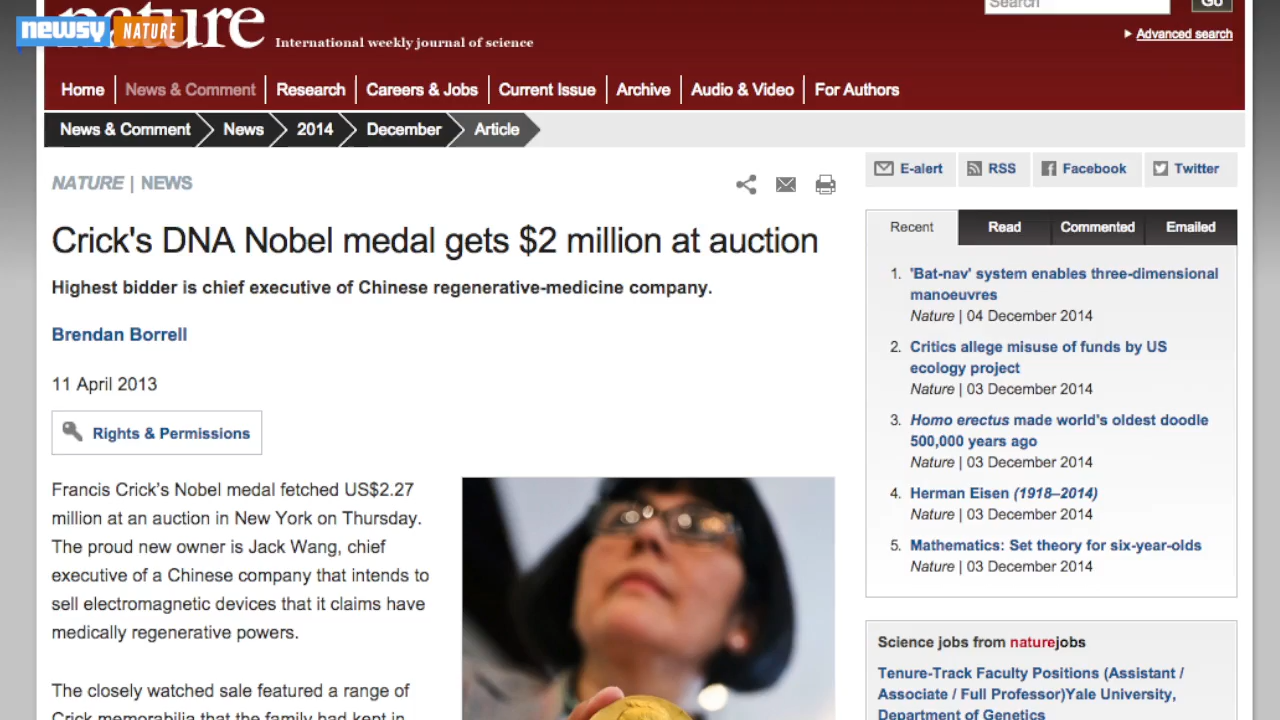 newsy NATURE
nature
International weekly journal of science
Search
Go
Advanced search
Home
News & Comment
Research
Careers & Jobs
Current Issue
Archive
Audio & Video
For Authors
News & Comment
News
2014
December
Article
NATURE | NEWS
Crick's DNA Nobel medal gets $2 million at auction
Highest bidder is chief executive of Chinese regenerative-medicine company.
Brendan Borrell
11 April 2013
Rights & Permissions
Francis Crick's Nobel medal fetched US$2.27
million at an auction in New York on Thursday.
The proud new owner is Jack Wang, chief
executive of a Chinese company that intends to
sell electromagnetic devices that it claims have
medically regenerative powers.
The closely watched sale featured a range of
Crick memorabilia that the family had kept in
E-alert
RSS
Facebook
Twitter
Recent
Read
Commented
Emailed
1. 'Bat-nav' system enables three-dimensional
manoeuvres
Nature | 04 December 2014
2. Critics allege misuse of funds by US
ecology project
Nature | 03 December 2014
3. Homo erectus made world's oldest doodle
500,000 years ago
Nature | 03 December 2014
4. Herman Eisen (1918–2014)
Nature | 03 December 2014
5. Mathematics: Set theory for six-year-olds
Nature | 03 December 2014
Science jobs from naturejobs
Tenure-Track Faculty Positions (Assistant /
Associate / Full Professor)Yale University,
Department of Genetics